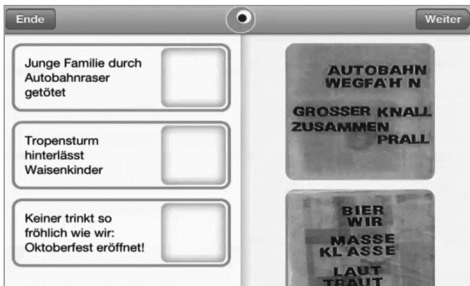 Ende
Weiter
Junge Familie durch
Autobahnraser
getötet
Tropensturm
hinterlässt
Waisenkinder
Keiner trinkt so
fröhlich wie wir:
Oktoberfest eröffnet!
AUTOBAHN
WEGFAH N
GROSSER KNALL
ZUSAMMEN
PRALL
BIER
WIR
MASSE
KLASSE
LAUT
TRAUT